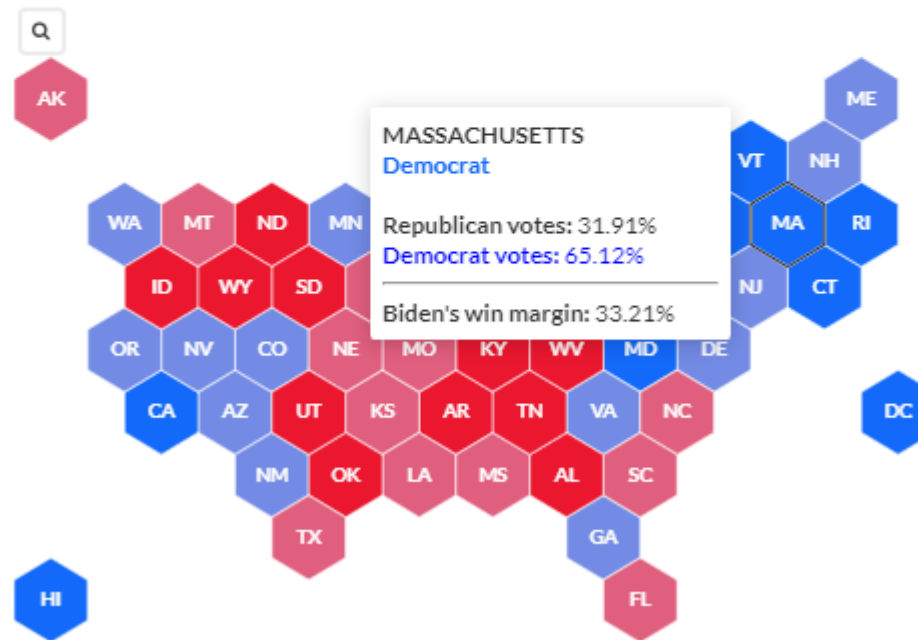 AK
ME
MASSACHUSETTS
Democrat
Republican votes: 31.91%
Democrat votes: 65.12%
Biden's win margin: 33.21%
VT NH
WA MT ND MN MA RI
ID WY SD NJ CT
OR NV CO NE MO KY WV MD DE
CA AZ UT KS AR TN VA NC DC
NM OK LA MS AL SC
TX GA
HI FL